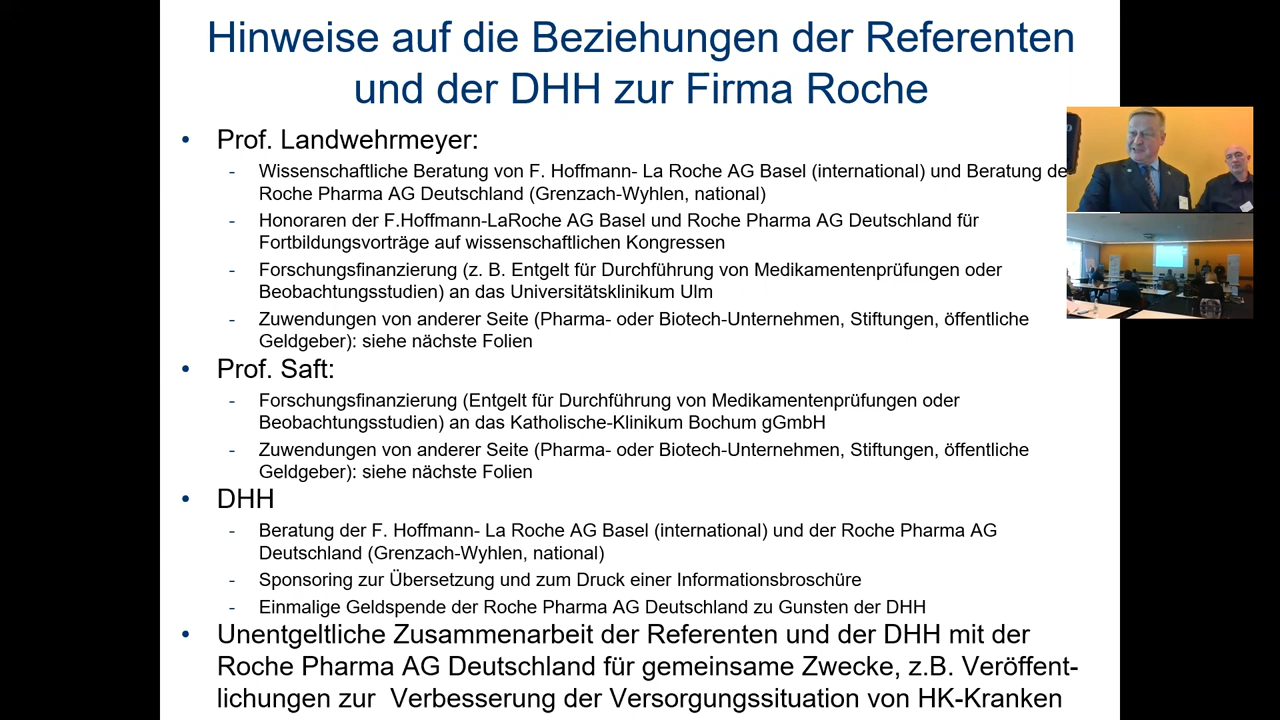 Hinweise auf die Beziehungen der Referenten
und der DHH zur Firma Roche
• Prof. Landwehrmeyer:
- Wissenschaftliche Beratung von F. Hoffmann- La Roche AG Basel (international) und Beratung de
Roche Pharma AG Deutschland (Grenzach-Wyhlen, national)
- Honoraren der F.Hoffmann-LaRoche AG Basel und Roche Pharma AG Deutschland für
Fortbildungsvorträge auf wissenschaftlichen Kongressen
- Forschungsfinanzierung (z. B. Entgelt für Durchführung von Medikamentenprüfungen oder
Beobachtungsstudien) an das Universitätsklinikum Ulm
- Zuwendungen von anderer Seite (Pharma- oder Biotech-Unternehmen, Stiftungen, öffentliche
Geldgeber): siehe nächste Folien
• Prof. Saft:
- Forschungsfinanzierung (Entgelt für Durchführung von Medikamentenprüfungen oder
Beobachtungsstudien) an das Katholische-Klinikum Bochum gGmbH
- Zuwendungen von anderer Seite (Pharma- oder Biotech-Unternehmen, Stiftungen, öffentliche
Geldgeber): siehe nächste Folien
• DHH
- Beratung der F. Hoffmann- La Roche AG Basel (international) und der Roche Pharma AG
Deutschland (Grenzach-Wyhlen, national)
- Sponsoring zur Übersetzung und zum Druck einer Informationsbroschüre
- Einmalige Geldspende der Roche Pharma AG Deutschland zu Gunsten der DHH
• Unentgeltliche Zusammenarbeit der Referenten und der DHH mit der
Roche Pharma AG Deutschland für gemeinsame Zwecke, z.B. Veröffent-
lichungen zur Verbesserung der Versorgungssituation von HK-Kranken